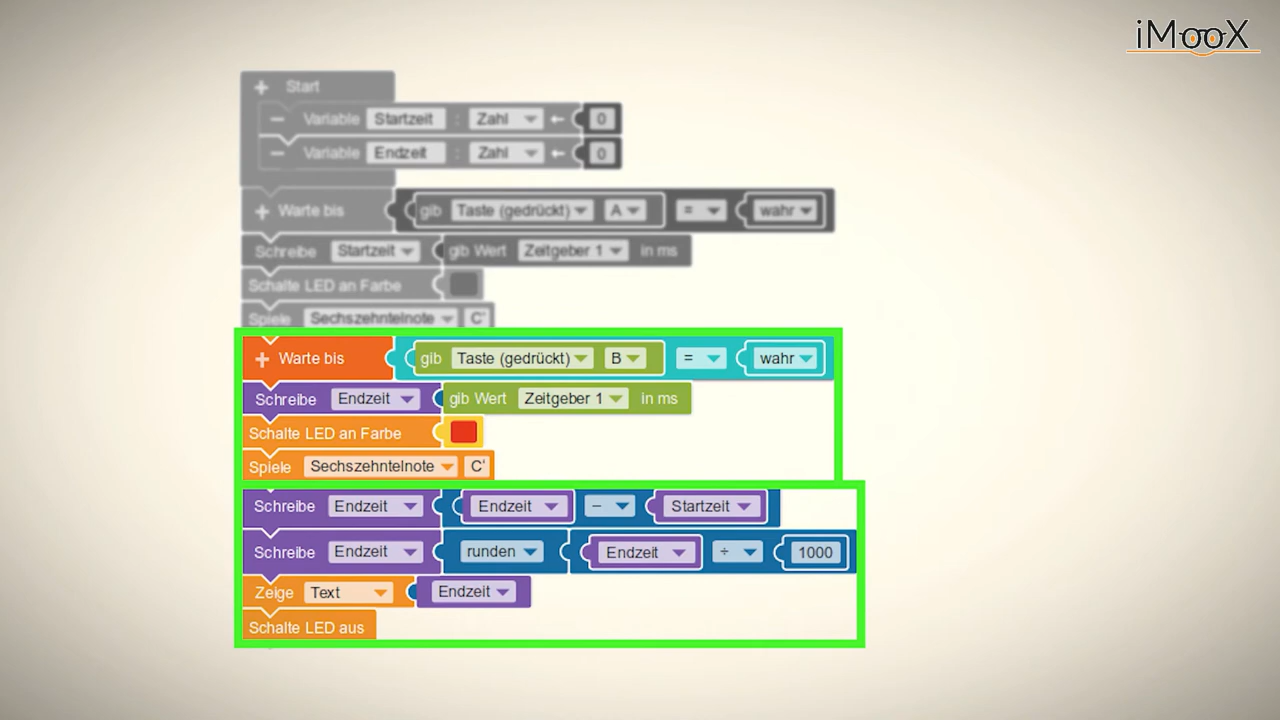 iMooX
+ Start
− Variable Startzeit : Zahl ← 0
− Variable Endzeit : Zahl ← 0
+ Warte bis gib Taste (gedrückt) A = wahr
Schreibe Startzeit gib Wert Zeitgeber 1 in ms
Schalte LED an Farbe
Spiele Sechszehntelnote C'
+ Warte bis gib Taste (gedrückt) B = wahr
Schreibe Endzeit gib Wert Zeitgeber 1 in ms
Schalte LED an Farbe
Spiele Sechszehntelnote C'
Schreibe Endzeit Endzeit − Startzeit
Schreibe Endzeit runden Endzeit ÷ 1000
Zeige Text Endzeit
Schalte LED aus